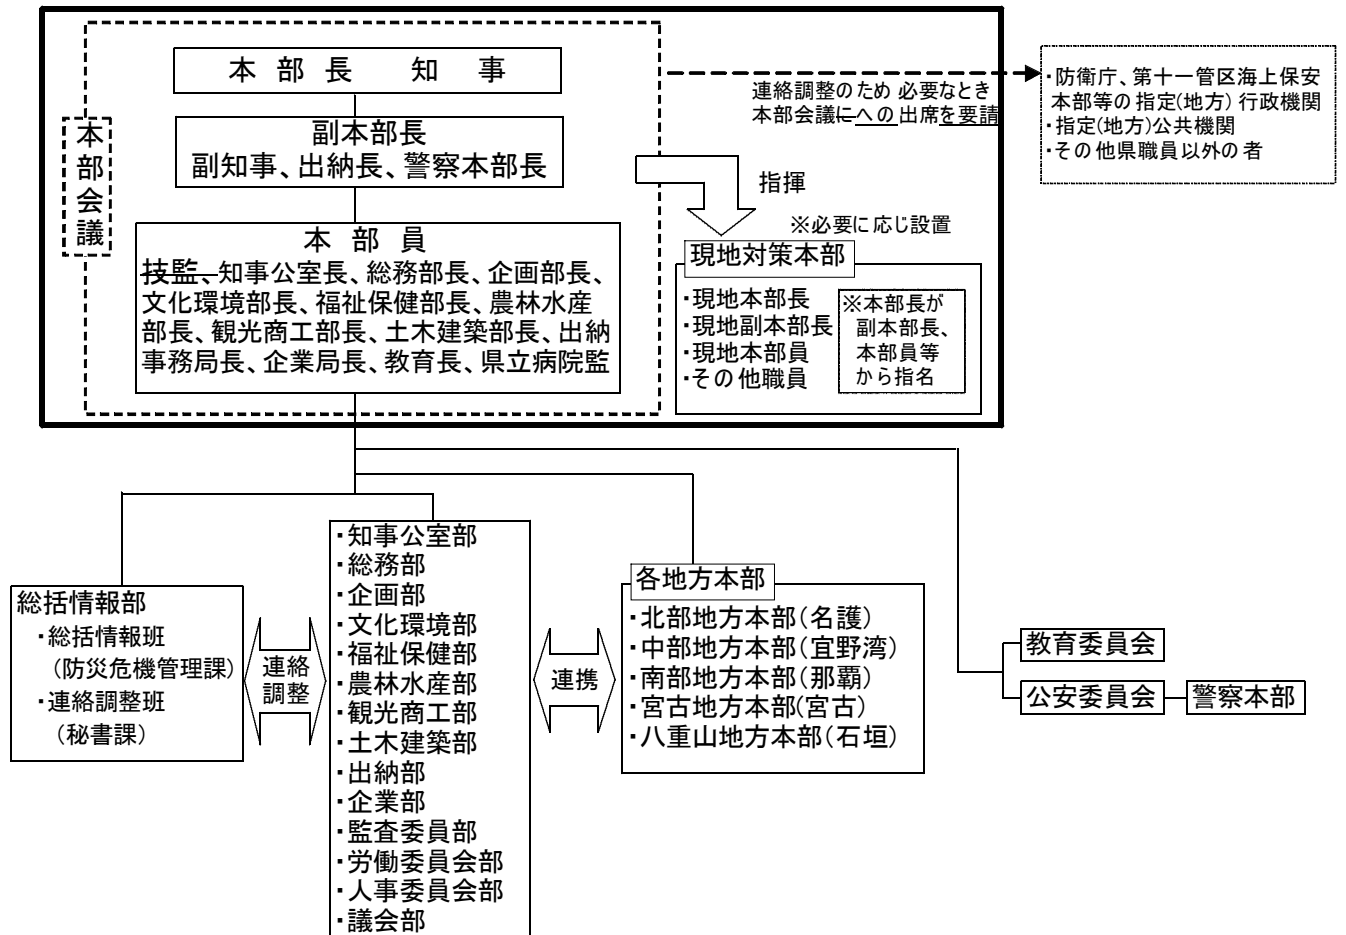 本部長 知事
副本部長
副知事、出納長、警察本部長
本部会議
本部員
技監、知事公室長、総務部長、企画部長、
文化環境部長、福祉保健部長、農林水産
部長、観光商工部長、土木建築部長、出納
事務局長、企業局長、教育長、県立病院監
連絡調整のため 必要なとき
本部会議にへの出席を要請
・防衛庁、第十一管区海上保安
本部等の指定(地方)行政機関
・指定(地方)公共機関
・その他県職員以外の者
指揮
※必要に応じ設置
現地対策本部
・現地本部長
・現地副本部長
・現地本部員
・その他職員
※本部長が
副本部長、
本部員等
から指名
総括情報部
・総括情報班
(防災危機管理課)
・連絡調整班
(秘書課)
連絡
調整
・知事公室部
・総務部
・企画部
・文化環境部
・福祉保健部
・農林水産部
・観光商工部
・土木建築部
・出納部
・企業部
・監査委員部
・労働委員会部
・人事委員会部
・議会部
連携
各地方本部
・北部地方本部(名護)
・中部地方本部(宜野湾)
・南部地方本部(那覇)
・宮古地方本部(宮古)
・八重山地方本部(石垣)
教育委員会
公安委員会
警察本部